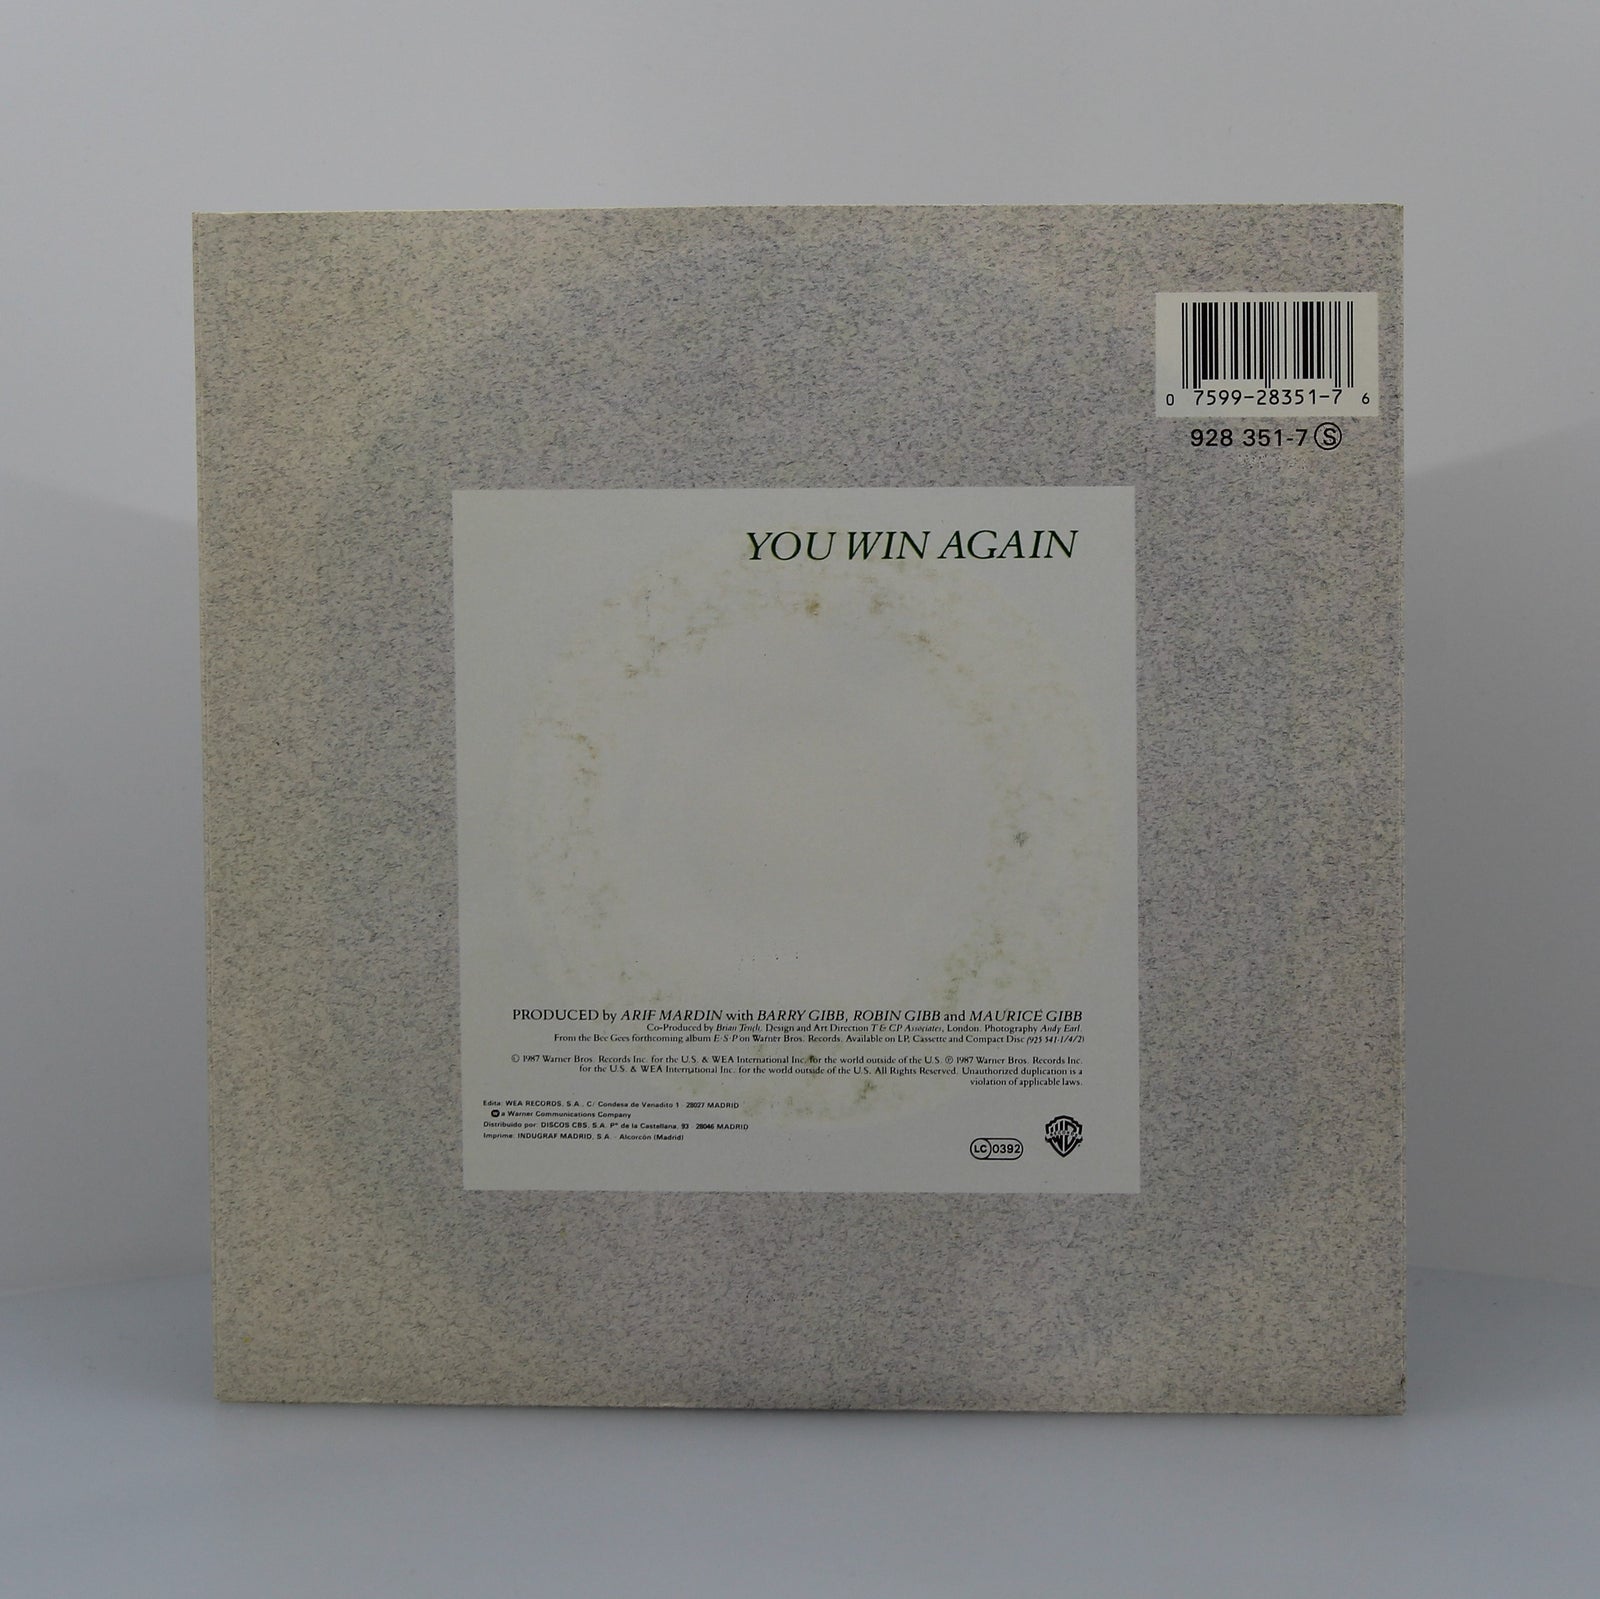 0 7599-28351-7 6
928 351-7 Ⓢ
YOU WIN AGAIN
PRODUCED by ARIF MARDIN with BARRY GIBB, ROBIN GIBB and MAURICE GIBB
Co-Produced by Brian Tench. Design and Art Direction T & CP Associates, London. Photography Andy Earl.
From the Bee Gees forthcoming album E·S·P on Warner Bros. Records. Available on LP, Cassette and Compact Disc (925 541-1/4/2)
© 1987 Warner Bros. Records Inc. for the U.S. & WEA International Inc. for the world outside of the U.S. ℗ 1987 Warner Bros. Records Inc.
for the U.S. & WEA International Inc. for the world outside of the U.S. All Rights Reserved. Unauthorized duplication is a
violation of applicable laws.
Edita: WEA RECORDS, S.A., C/ Condesa de Venadito 1 · 28027 MADRID
a Warner Communications Company
Distribuido por: DISCOS CBS, S.A. Pº de la Castellana, 93 · 28046 MADRID
Imprime: INDUGRAF MADRID, S.A. - Alcorcón (Madrid)
LC 0392